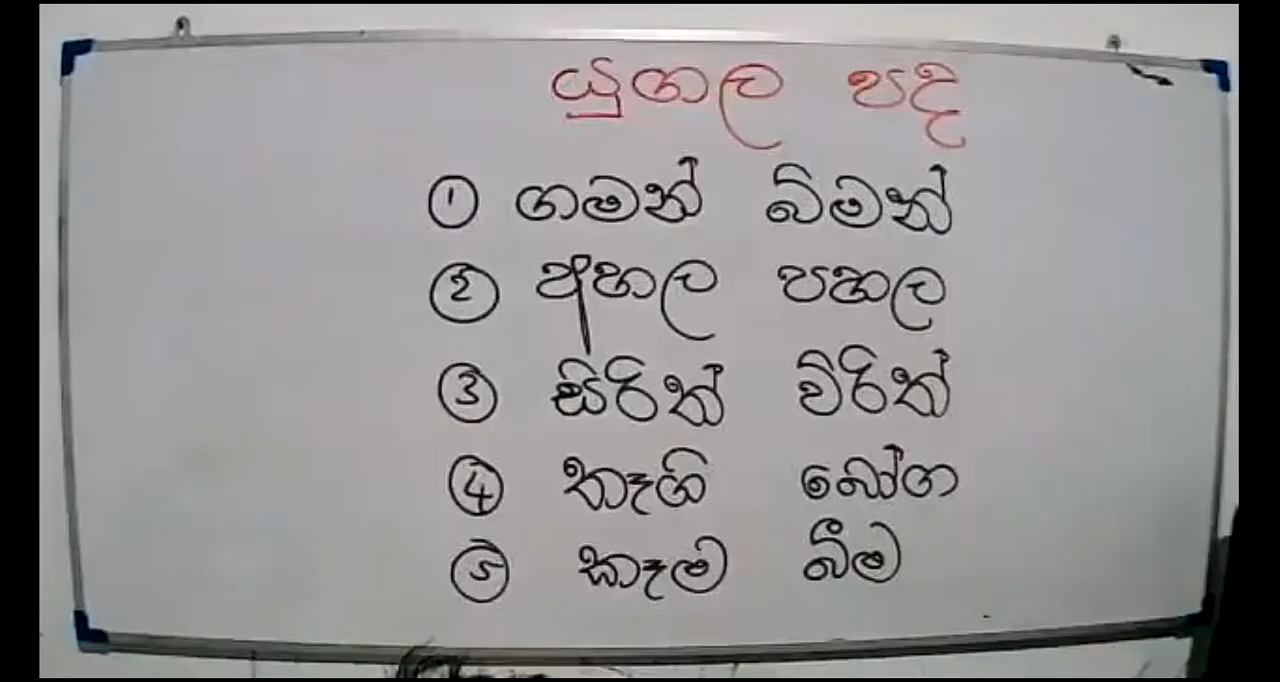 යුගල පද
① ගමන් බිමන්
② අහල පහල
③ සිරිත් විරිත්
④ තෑගි බෝග
⑤ කෑම බීම